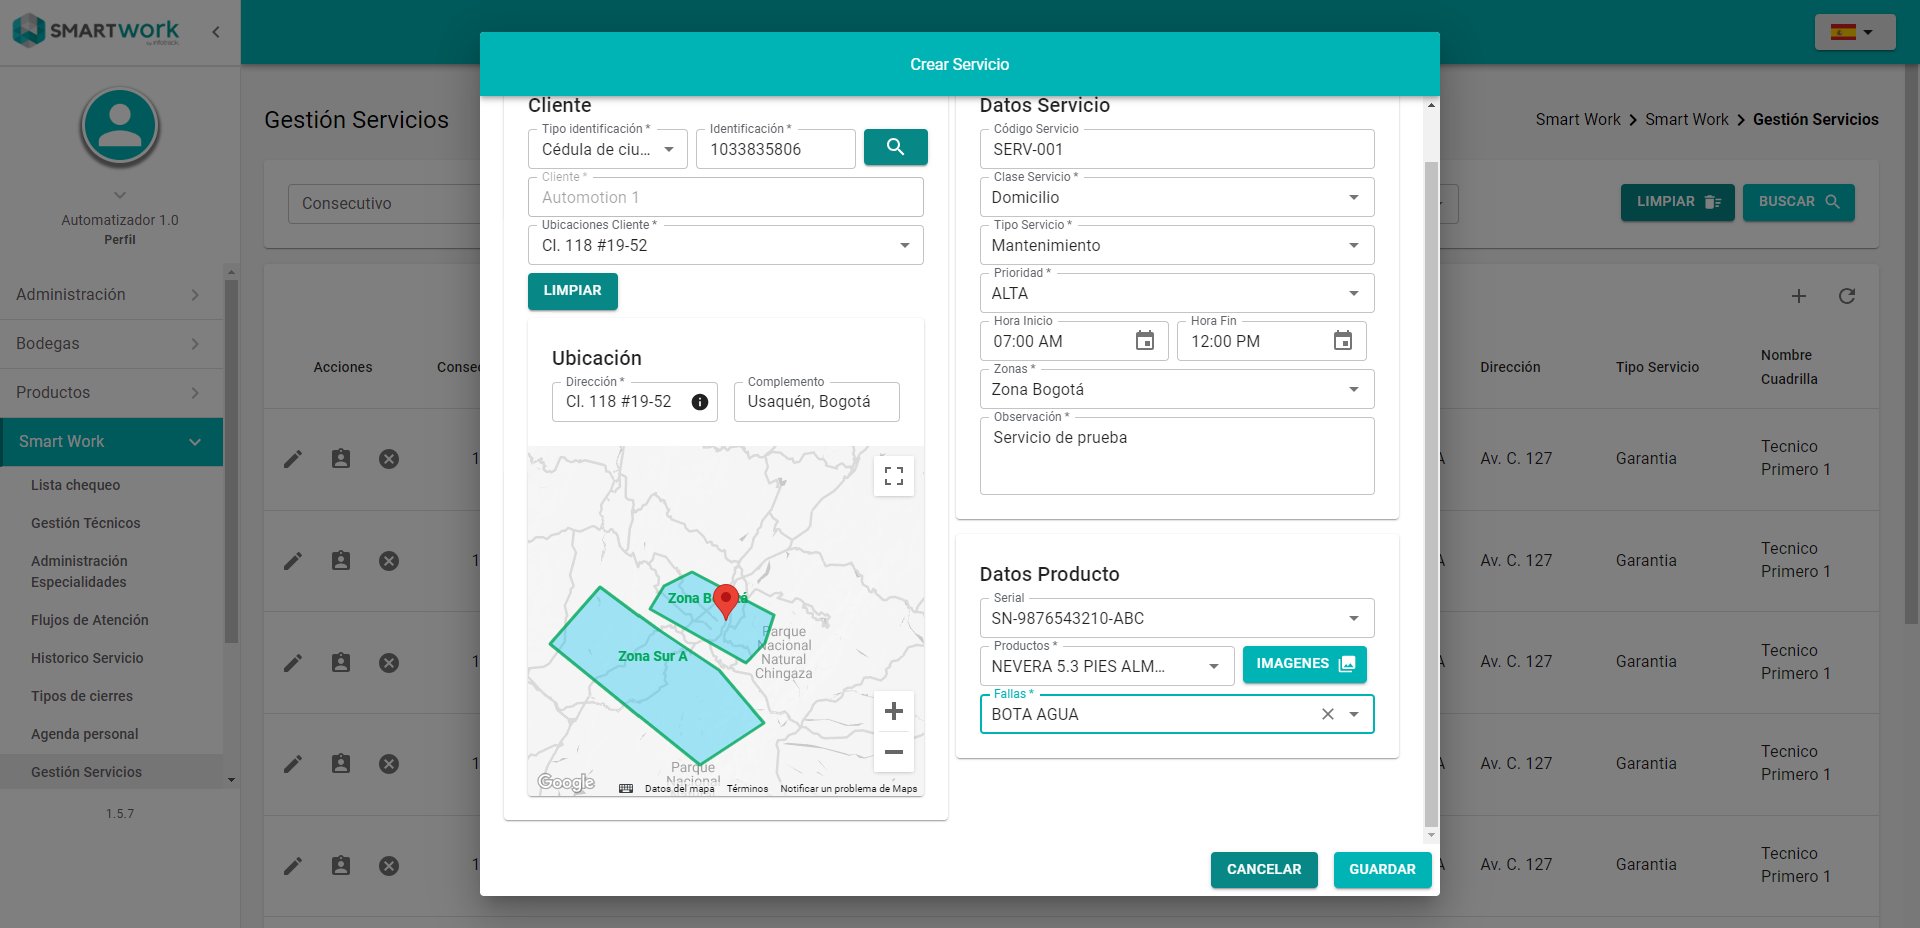 SMARTWORK
by infotrack
Automatizador 1.0
Perfil
Administración
Bodegas
Productos
Smart Work
Lista chequeo
Gestión Técnicos
Administración
Especialidades
Flujos de Atención
Historico Servicio
Tipos de cierres
Agenda personal
Gestión Servicios
1.5.7
Gestión Servicios
Smart Work > Smart Work > Gestión Servicios
Consecutivo
LIMPIAR
BUSCAR
Acciones
Consec
Dirección
Tipo Servicio
Nombre
Cuadrilla
1
A
Av. C. 127
Garantia
Tecnico
Primero 1
1
A
Av. C. 127
Garantia
Tecnico
Primero 1
1
A
Av. C. 127
Garantia
Tecnico
Primero 1
1
A
Av. C. 127
Garantia
Tecnico
Primero 1
1
A
Av. C. 127
Garantia
Tecnico
Primero 1
Crear Servicio
Cliente
Tipo identificación *
Cédula de ciu...
Identificación *
1033835806
Cliente *
Automotion 1
Ubicaciones Cliente *
Cl. 118 #19-52
LIMPIAR
Ubicación
Dirección *
Cl. 118 #19-52
Complemento
Usaquén, Bogotá
Zona Bogotá
Zona Sur A
Parque
Nacional
Natural
Chingaza
Parque
Nacional
Google
Datos del mapa
Términos
Notificar un problema de Maps
Datos Servicio
Código Servicio
SERV-001
Clase Servicio *
Domicilio
Tipo Servicio *
Mantenimiento
Prioridad *
ALTA
Hora Inicio
07:00 AM
Hora Fin
12:00 PM
Zonas *
Zona Bogotá
Observación *
Servicio de prueba
Datos Producto
Serial
SN-9876543210-ABC
Productos *
NEVERA 5.3 PIES ALM...
IMAGENES
Fallas *
BOTA AGUA
CANCELAR
GUARDAR